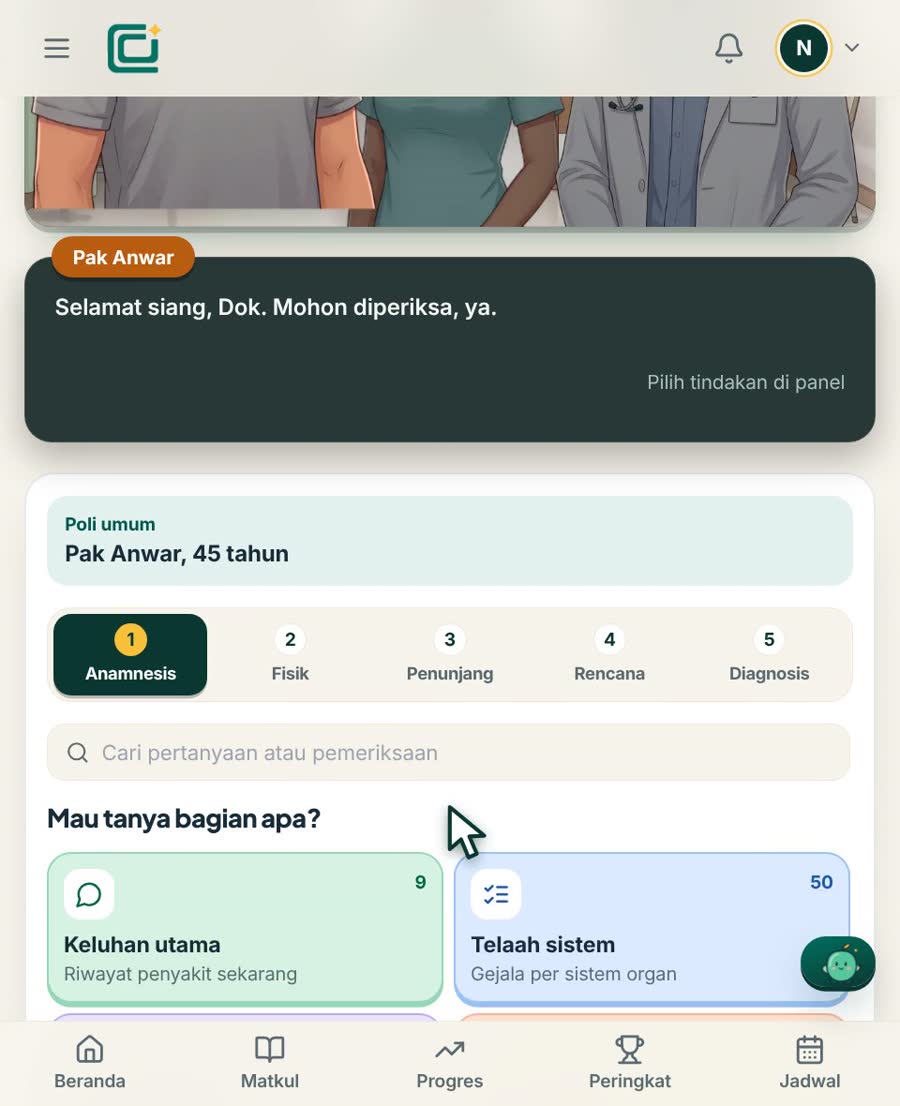 N
Pak Anwar
Selamat siang, Dok. Mohon diperiksa, ya.
Pilih tindakan di panel
Poli umum
Pak Anwar, 45 tahun
1 2 3 4 5
Anamnesis Fisik Penunjang Rencana Diagnosis
Cari pertanyaan atau pemeriksaan
Mau tanya bagian apa?
9
Keluhan utama
Riwayat penyakit sekarang
50
Telaah sistem
Gejala per sistem organ
Beranda Matkul Progres Peringkat Jadwal